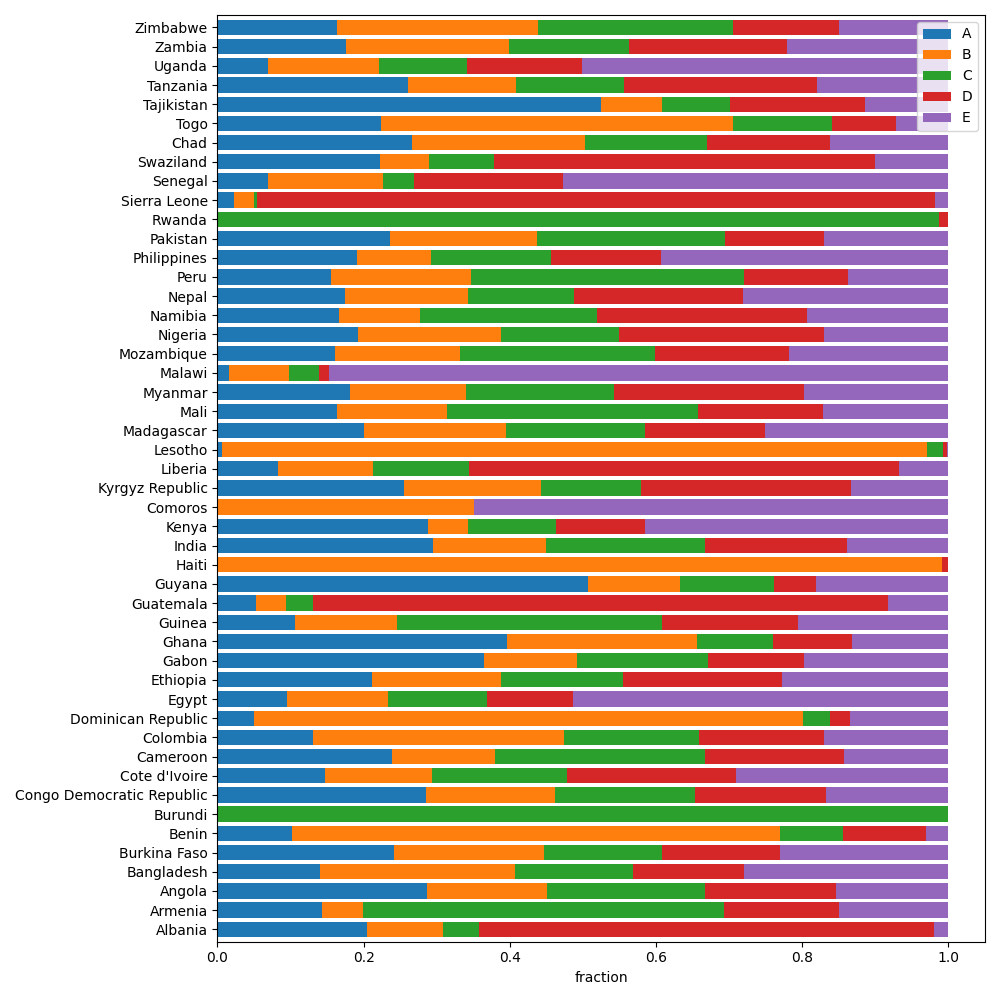 Zimbabwe
Zambia
Uganda
Tanzania
Tajikistan
Togo
Chad
Swaziland
Senegal
Sierra Leone
Rwanda
Pakistan
Philippines
Peru
Nepal
Namibia
Nigeria
Mozambique
Malawi
Myanmar
Mali
Madagascar
Lesotho
Liberia
Kyrgyz Republic
Comoros
Kenya
India
Haiti
Guyana
Guatemala
Guinea
Ghana
Gabon
Ethiopia
Egypt
Dominican Republic
Colombia
Cameroon
Cote d'Ivoire
Congo Democratic Republic
Burundi
Benin
Burkina Faso
Bangladesh
Angola
Armenia
Albania
A
B
C
D
E
0.0 0.2 0.4 0.6 0.8 1.0
fraction